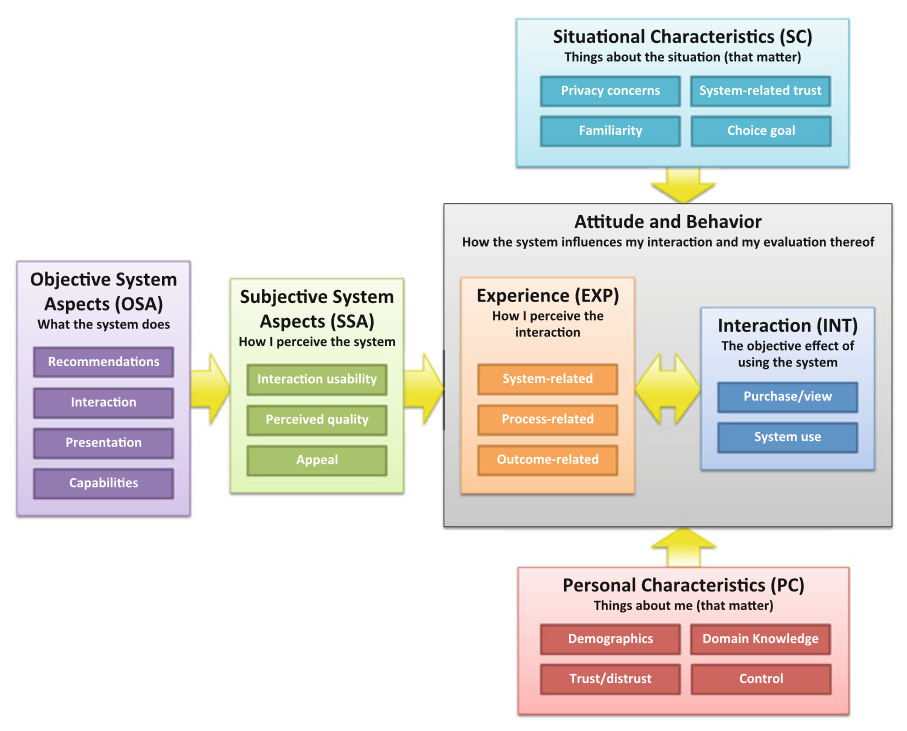 Situational Characteristics (SC)
Things about the situation (that matter)
Privacy concerns
System-related trust
Familiarity
Choice goal
Attitude and Behavior
How the system influences my interaction and my evaluation thereof
Objective System
Aspects (OSA)
What the system does
Recommendations
Interaction
Presentation
Capabilities
Subjective System
Aspects (SSA)
How I perceive the system
Interaction usability
Perceived quality
Appeal
Experience (EXP)
How I perceive the
interaction
System-related
Process-related
Outcome-related
Interaction (INT)
The objective effect of
using the system
Purchase/view
System use
Personal Characteristics (PC)
Things about me (that matter)
Demographics
Domain Knowledge
Trust/distrust
Control